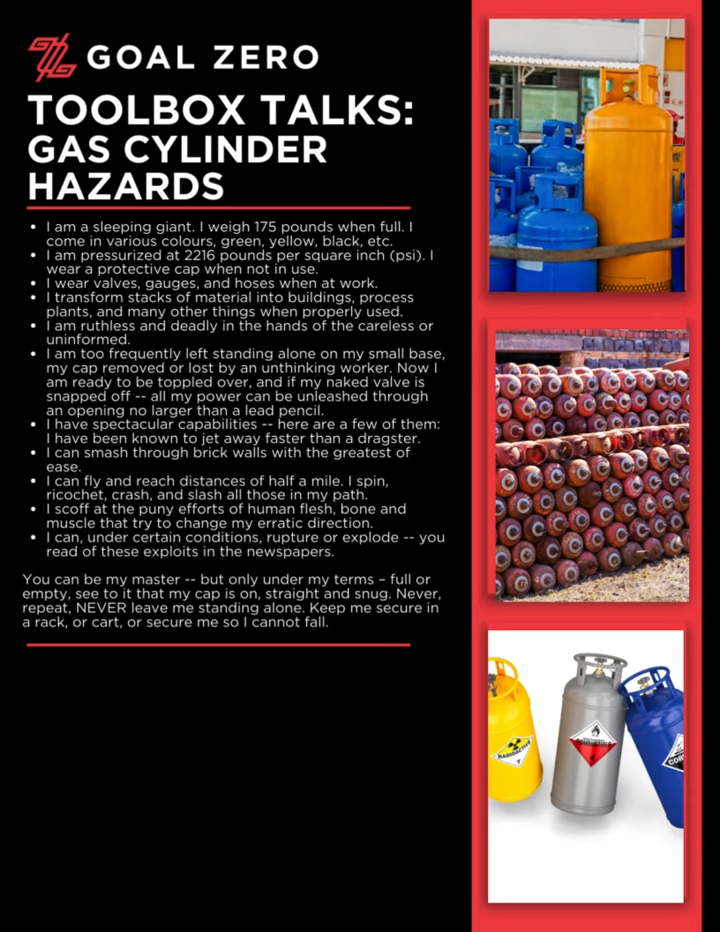 GOAL ZERO
TOOLBOX TALKS:
GAS CYLINDER
HAZARDS
• I am a sleeping giant. I weigh 175 pounds when full. I
come in various colours, green, yellow, black, etc.
• I am pressurized at 2216 pounds per square inch (psi). I
wear a protective cap when not in use.
• I wear valves, gauges, and hoses when at work.
• I transform stacks of material into buildings, process
plants, and many other things when properly used.
• I am ruthless and deadly in the hands of the careless or
uninformed.
• I am too frequently left standing alone on my small base,
my cap removed or lost by an unthinking worker. Now I
am ready to be toppled over, and if my naked valve is
snapped off -- all my power can be unleashed through
an opening no larger than a lead pencil.
• I have spectacular capabilities -- here are a few of them:
I have been known to jet away faster than a dragster.
• I can smash through brick walls with the greatest of
ease.
• I can fly and reach distances of half a mile. I spin,
ricochet, crash, and slash all those in my path.
• I scoff at the puny efforts of human flesh, bone and
muscle that try to change my erratic direction.
• I can, under certain conditions, rupture or explode -- you
read of these exploits in the newspapers.
You can be my master -- but only under my terms – full or
empty, see to it that my cap is on, straight and snug. Never,
repeat, NEVER leave me standing alone. Keep me secure in
a rack, or cart, or secure me so I cannot fall.
RADIOACTIVE
7